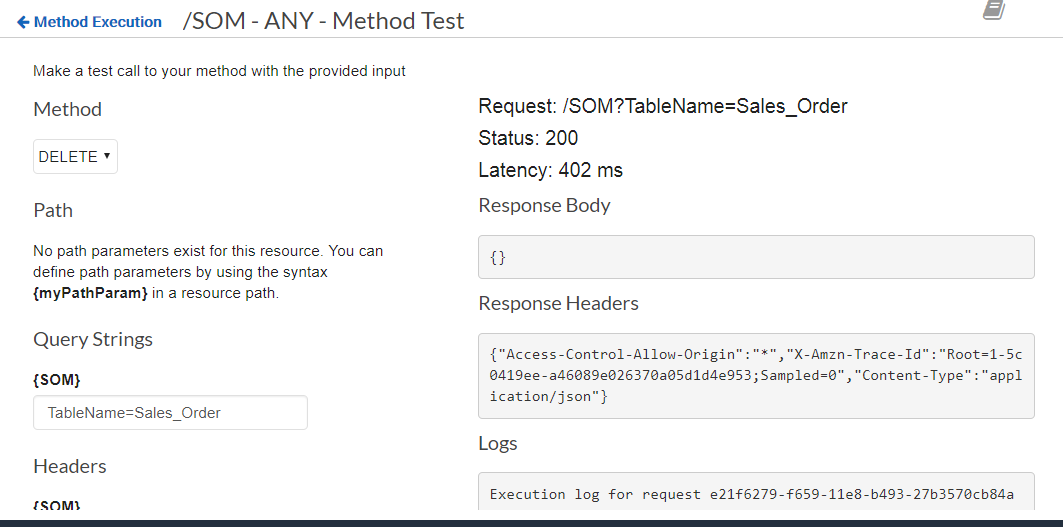 Method Execution /SOM - ANY - Method Test
Make a test call to your method with the provided input
Method
DELETE
Path
No path parameters exist for this resource. You can
define path parameters by using the syntax
{myPathParam} in a resource path.
Query Strings
{SOM}
TableName=Sales_Order
Headers
{SOM}
Request: /SOM?TableName=Sales_Order
Status: 200
Latency: 402 ms
Response Body
{}
Response Headers
{"Access-Control-Allow-Origin":"*","X-Amzn-Trace-Id":"Root=1-5c
0419ee-a46089e026370a05d1d4e953;Sampled=0","Content-Type":"appl
ication/json"}
Logs
Execution log for request e21f6279-f659-11e8-b493-27b3570cb84a